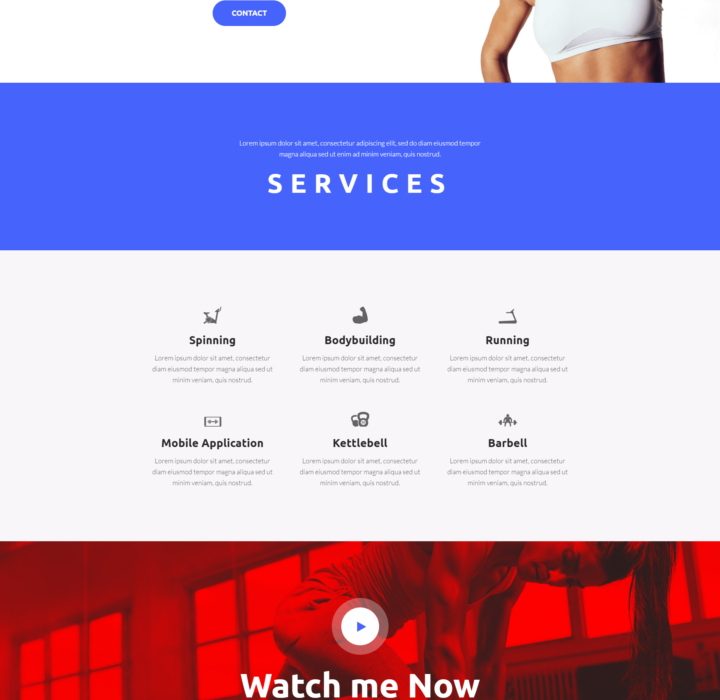 CONTACT
Lorem ipsum dolor sit amet, consectetur adipiscing elit, sed do diam eiusmod tempor
magna aliqua sed ut enim ad minim veniam, quis nostrud.
SERVICES
Spinning
Lorem ipsum dolor sit amet, consectetur
diam eiusmod tempor magna aliqua sed ut
minim veniam, quis nostrud.
Bodybuilding
Lorem ipsum dolor sit amet, consectetur
diam eiusmod tempor magna aliqua sed ut
minim veniam, quis nostrud.
Running
Lorem ipsum dolor sit amet, consectetur
diam eiusmod tempor magna aliqua sed ut
minim veniam, quis nostrud.
Mobile Application
Lorem ipsum dolor sit amet, consectetur
diam eiusmod tempor magna aliqua sed ut
minim veniam, quis nostrud.
Kettlebell
Lorem ipsum dolor sit amet, consectetur
diam eiusmod tempor magna aliqua sed ut
minim veniam, quis nostrud.
Barbell
Lorem ipsum dolor sit amet, consectetur
diam eiusmod tempor magna aliqua sed ut
minim veniam, quis nostrud.
Watch me Now